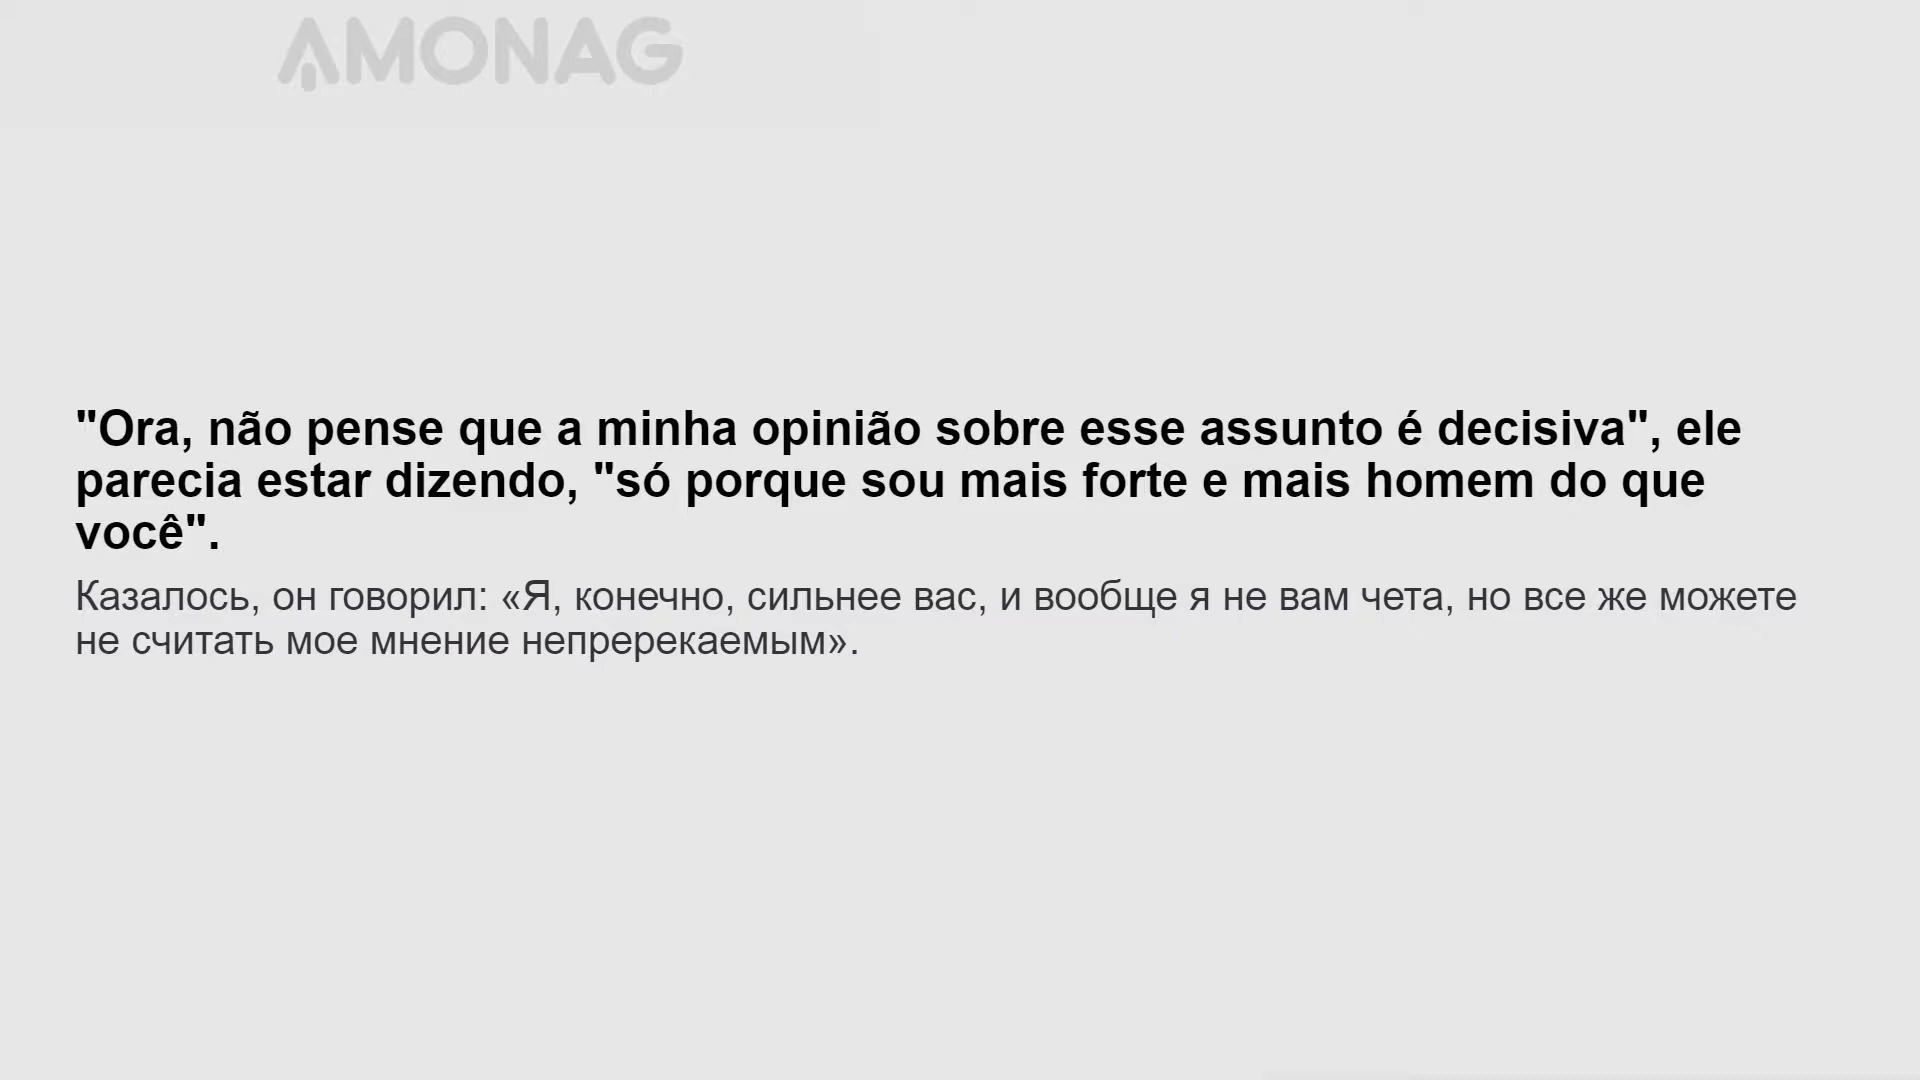 AMONAG
"Ora, não pense que a minha opinião sobre esse assunto é decisiva", ele
parecia estar dizendo, "só porque sou mais forte e mais homem do que
você".
Казалось, он говорил: «Я, конечно, сильнее вас, и вообще я не вам чета, но все же можете
не считать мое мнение непререкаемым».